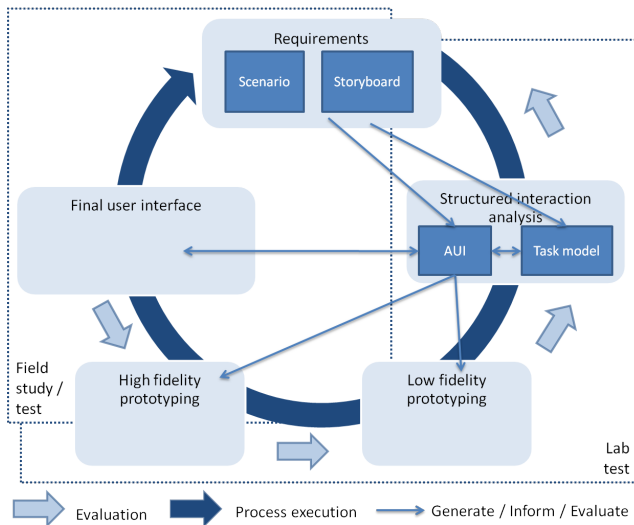 Requirements
Scenario
Storyboard
Final user interface
Structured interaction
analysis
AUI
Task model
Field
study /
test
High fidelity
prototyping
Low fidelity
prototyping
Lab
test
Evaluation
Process execution
Generate / Inform / Evaluate